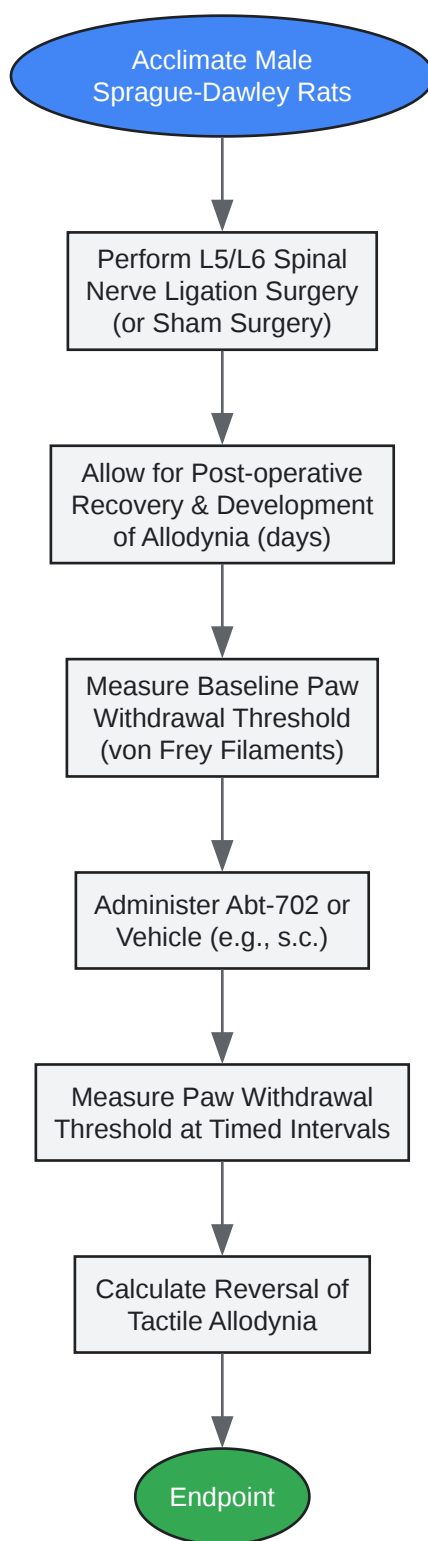 Acclimate Male
Sprague-Dawley Rats
Perform L5/L6 Spinal
Nerve Ligation Surgery
(or Sham Surgery)
Allow for Post-operative
Recovery & Development
of Allodynia (days)
Measure Baseline Paw
Withdrawal Threshold
(von Frey Filaments)
Administer Abt-702 or
Vehicle (e.g., s.c.)
Measure Paw Withdrawal
Threshold at Timed Intervals
Calculate Reversal of
Tactile Allodynia
Endpoint